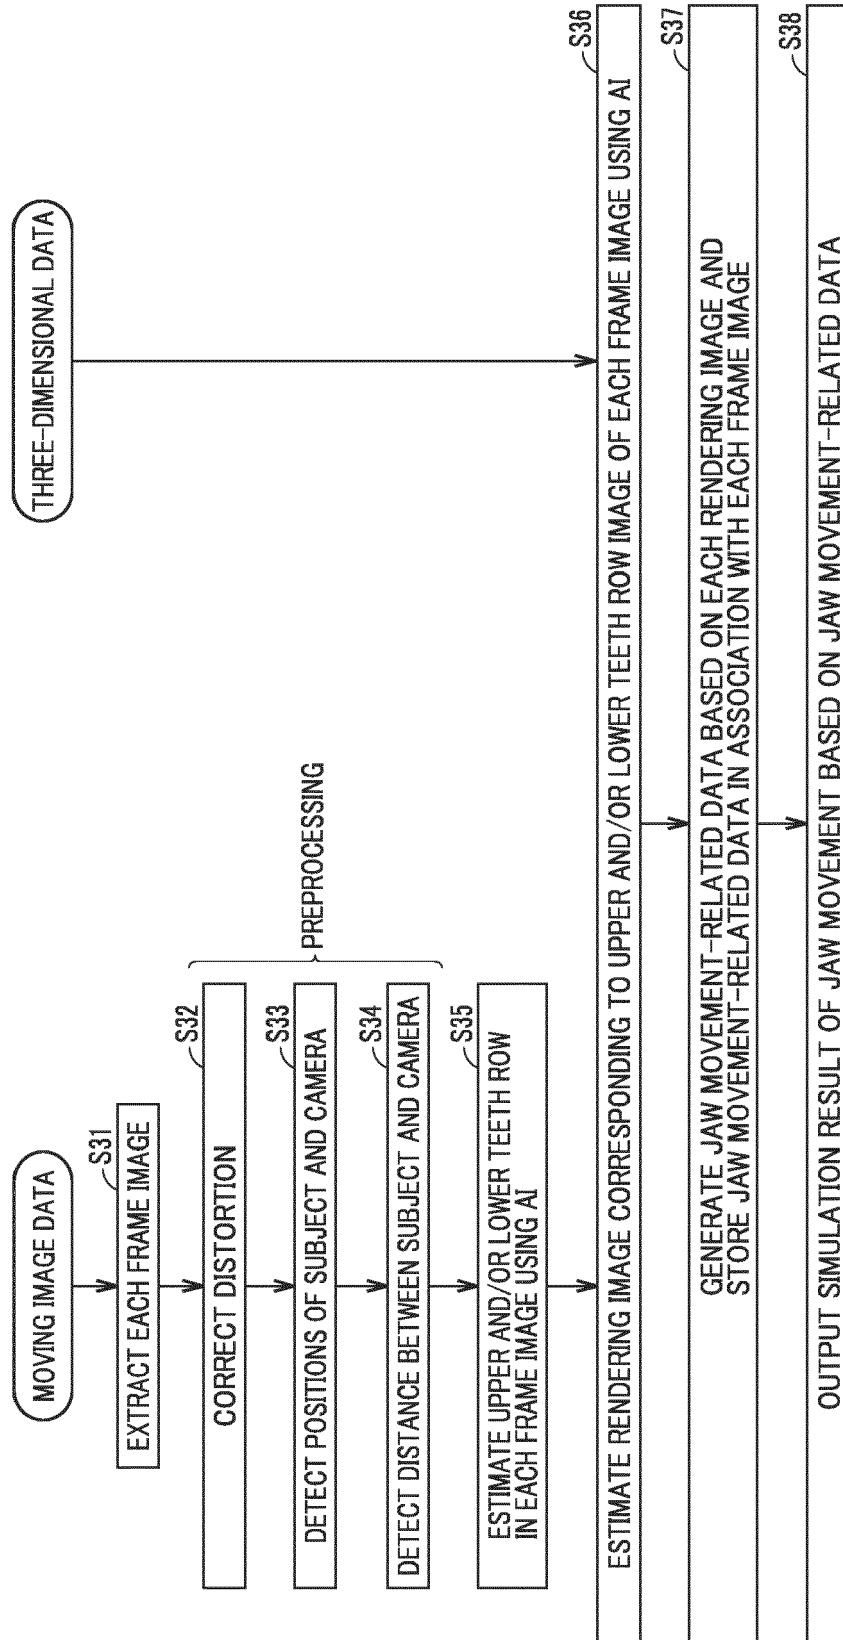 MOVING IMAGE DATA
THREE-DIMENSIONAL DATA
S31
EXTRACT EACH FRAME IMAGE
S32
CORRECT DISTORTION
S33
DETECT POSITIONS OF SUBJECT AND CAMERA
S34
DETECT DISTANCE BETWEEN SUBJECT AND CAMERA
PREPROCESSING
S35
ESTIMATE UPPER AND/OR LOWER TEETH ROW
IN EACH FRAME IMAGE USING AI
S36
ESTIMATE RENDERING IMAGE CORRESPONDING TO UPPER AND/OR LOWER TEETH ROW IMAGE OF EACH FRAME IMAGE USING AI
S37
GENERATE JAW MOVEMENT-RELATED DATA BASED ON EACH RENDERING IMAGE AND
STORE JAW MOVEMENT-RELATED DATA IN ASSOCIATION WITH EACH FRAME IMAGE
S38
OUTPUT SIMULATION RESULT OF JAW MOVEMENT BASED ON JAW MOVEMENT-RELATED DATA